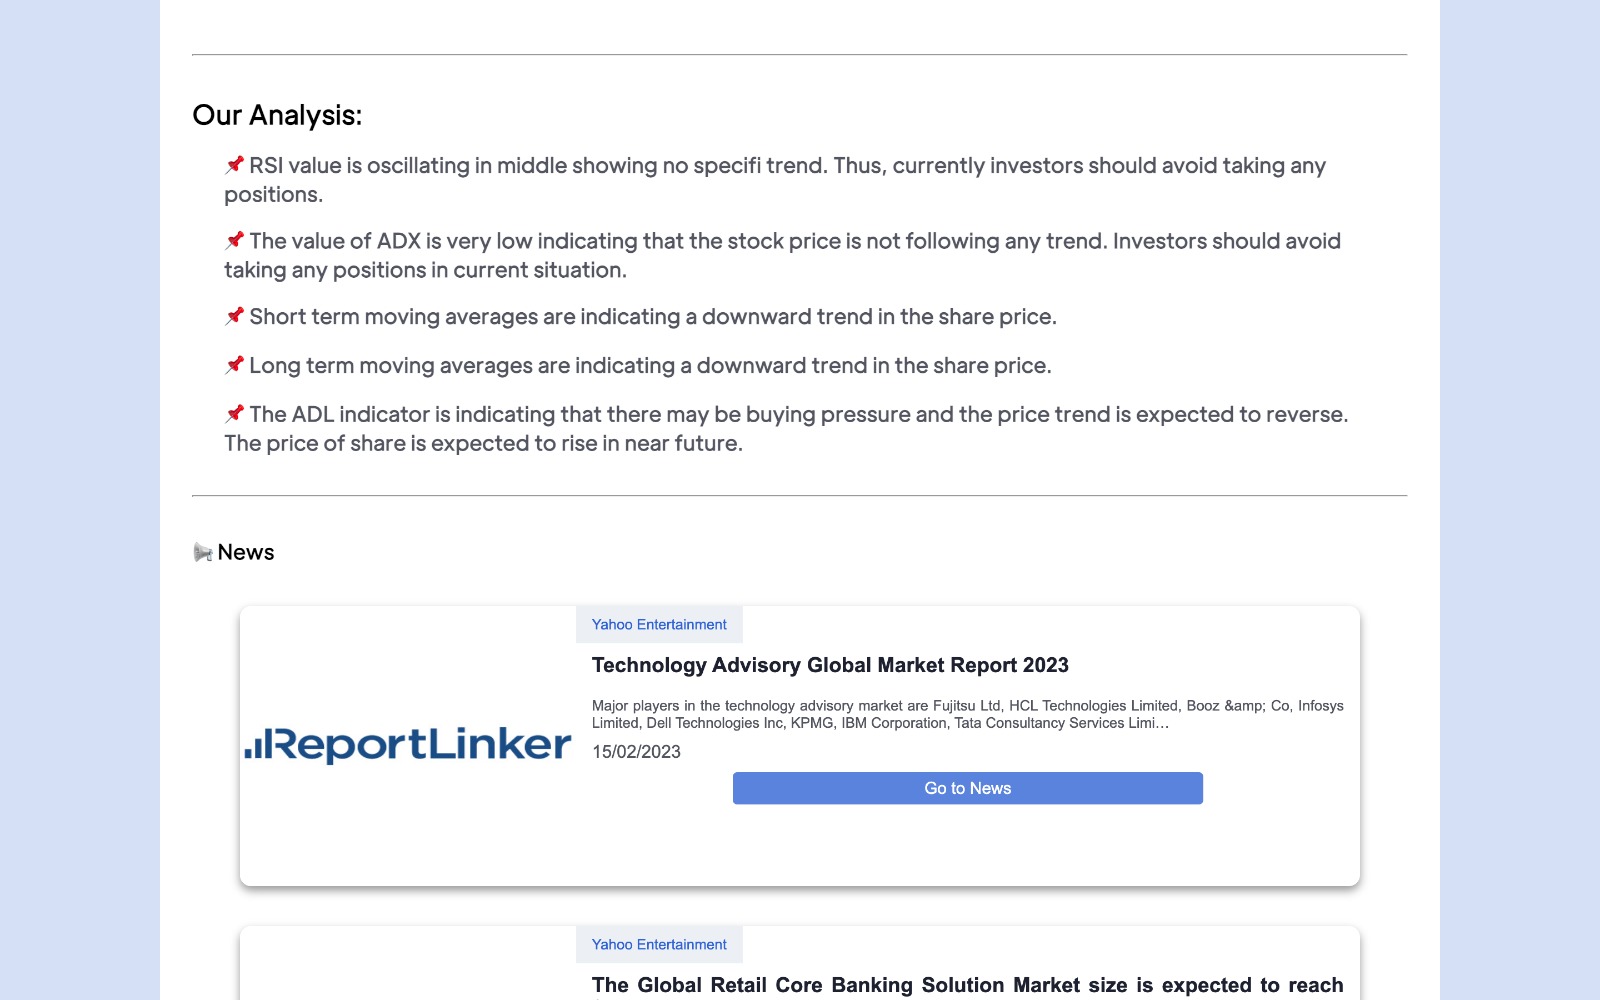 Our Analysis:
📌 RSI value is oscillating in middle showing no specifi trend. Thus, currently investors should avoid taking any
positions.
📌 The value of ADX is very low indicating that the stock price is not following any trend. Investors should avoid
taking any positions in current situation.
📌 Short term moving averages are indicating a downward trend in the share price.
📌 Long term moving averages are indicating a downward trend in the share price.
📌 The ADL indicator is indicating that there may be buying pressure and the price trend is expected to reverse.
The price of share is expected to rise in near future.
📢 News
Yahoo Entertainment
Technology Advisory Global Market Report 2023
Major players in the technology advisory market are Fujitsu Ltd, HCL Technologies Limited, Booz &amp; Co, Infosys
Limited, Dell Technologies Inc, KPMG, IBM Corporation, Tata Consultancy Services Limi…
ReportLinker
15/02/2023
Go to News
Yahoo Entertainment
The Global Retail Core Banking Solution Market size is expected to reach